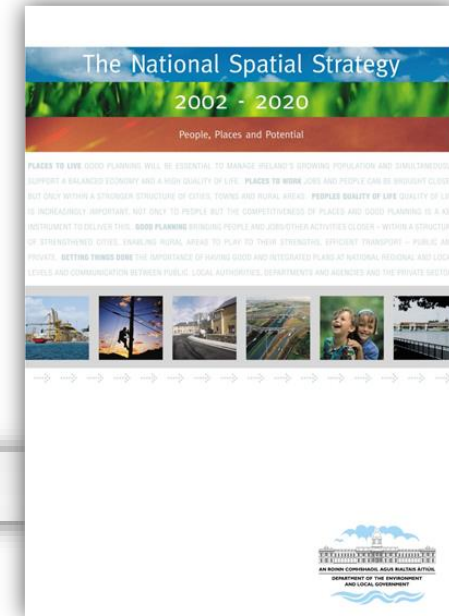 The National Spatial Strategy
2002 - 2020
People, Places and Potential
PLACES TO LIVE GOOD PLANNING WILL BE ESSENTIAL TO MANAGE IRELAND'S GROWING POPULATION AND SIMULTANEOUSLY
SUPPORT A BALANCED ECONOMY AND A HIGH QUALITY OF LIFE. PLACES TO WORK JOBS AND PEOPLE CAN BE BROUGHT CLOSER
BUT ONLY WITHIN A STRONGER STRUCTURE OF CITIES, TOWNS AND RURAL AREAS. PEOPLES QUALITY OF LIFE QUALITY OF LIFE
IS INCREASINGLY IMPORTANT, NOT ONLY TO PEOPLE BUT THE COMPETITIVENESS OF PLACES AND GOOD PLANNING IS A KEY
INSTRUMENT TO DELIVER THIS. GOOD PLANNING BRINGING PEOPLE AND JOBS/OTHER ACTIVITIES CLOSER – WITHIN A STRUCTURE
OF STRENGTHENED CITIES, ENABLING RURAL AREAS TO PLAY TO THEIR STRENGTHS, EFFICIENT TRANSPORT – PUBLIC AND
PRIVATE. GETTING THINGS DONE THE IMPORTANCE OF HAVING GOOD AND INTEGRATED PLANS AT NATIONAL REGIONAL AND LOCAL
LEVELS AND COMMUNICATION BETWEEN PUBLIC, LOCAL AUTHORITIES, DEPARTMENTS AND AGENCIES AND THE PRIVATE SECTOR
AN ROINN COMHSHAOIL AGUS RIALTAIS ÁITIÚIL
DEPARTMENT OF THE ENVIRONMENT
AND LOCAL GOVERNMENT